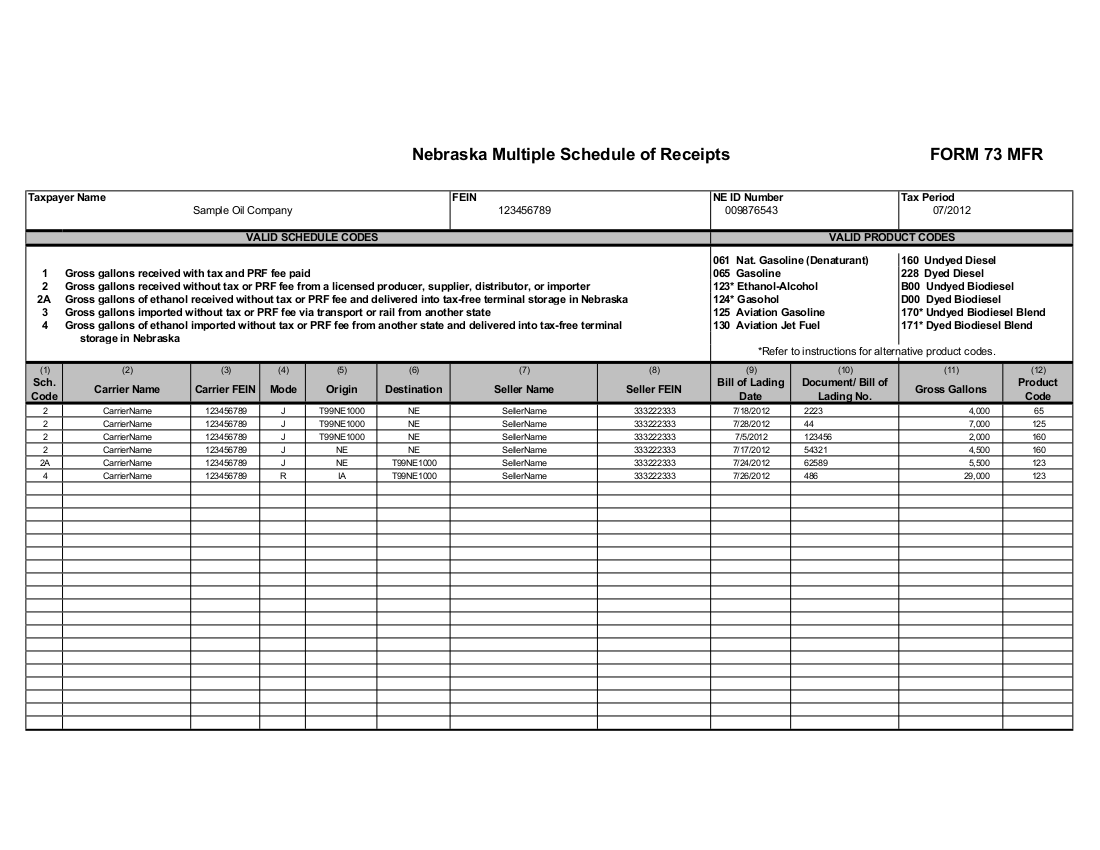 Nebraska Multiple Schedule of Receipts FORM 73 MFR
Taxpayer Name FEIN NE ID Number Tax Period
Sample Oil Company 123456789 009876543 07/2012
VALID SCHEDULE CODES VALID PRODUCT CODES
061 Nat. Gasoline (Denaturant) 160 Undyed Diesel
1 Gross gallons received with tax and PRF fee paid 065 Gasoline 228 Dyed Diesel
2 Gross gallons received without tax or PRF fee from a licensed producer, supplier, distributor, or importer 123* Ethanol-Alcohol B00 Undyed Biodiesel
2A Gross gallons of ethanol received without tax or PRF fee and delivered into tax-free terminal storage in Nebraska 124* Gasohol D00 Dyed Biodiesel
3 Gross gallons imported without tax or PRF fee via transport or rail from another state 125 Aviation Gasoline 170* Undyed Biodiesel Blend
4 Gross gallons of ethanol imported without tax or PRF fee from another state and delivered into tax-free terminal 130 Aviation Jet Fuel 171* Dyed Biodiesel Blend
storage in Nebraska
*Refer to instructions for alternative product codes.
(1) (2) (3) (4) (5) (6) (7) (8) (9) (10) (11) (12)
Sch. Code Carrier Name Carrier FEIN Mode Origin Destination Seller Name Seller FEIN Bill of Lading Date Document/ Bill of Lading No. Gross Gallons Product Code
2 CarrierName 123456789 J T99NE1000 NE SellerName 333222333 7/18/2012 2223 4,000 65
2 CarrierName 123456789 J T99NE1000 NE SellerName 333222333 7/28/2012 44 7,000 125
2 CarrierName 123456789 J T99NE1000 NE SellerName 333222333 7/5/2012 123456 2,000 160
2 CarrierName 123456789 J NE NE SellerName 333222333 7/17/2012 54321 4,500 160
2A CarrierName 123456789 J NE T99NE1000 SellerName 333222333 7/24/2012 62589 5,500 123
4 CarrierName 123456789 R IA T99NE1000 SellerName 333222333 7/26/2012 486 29,000 123